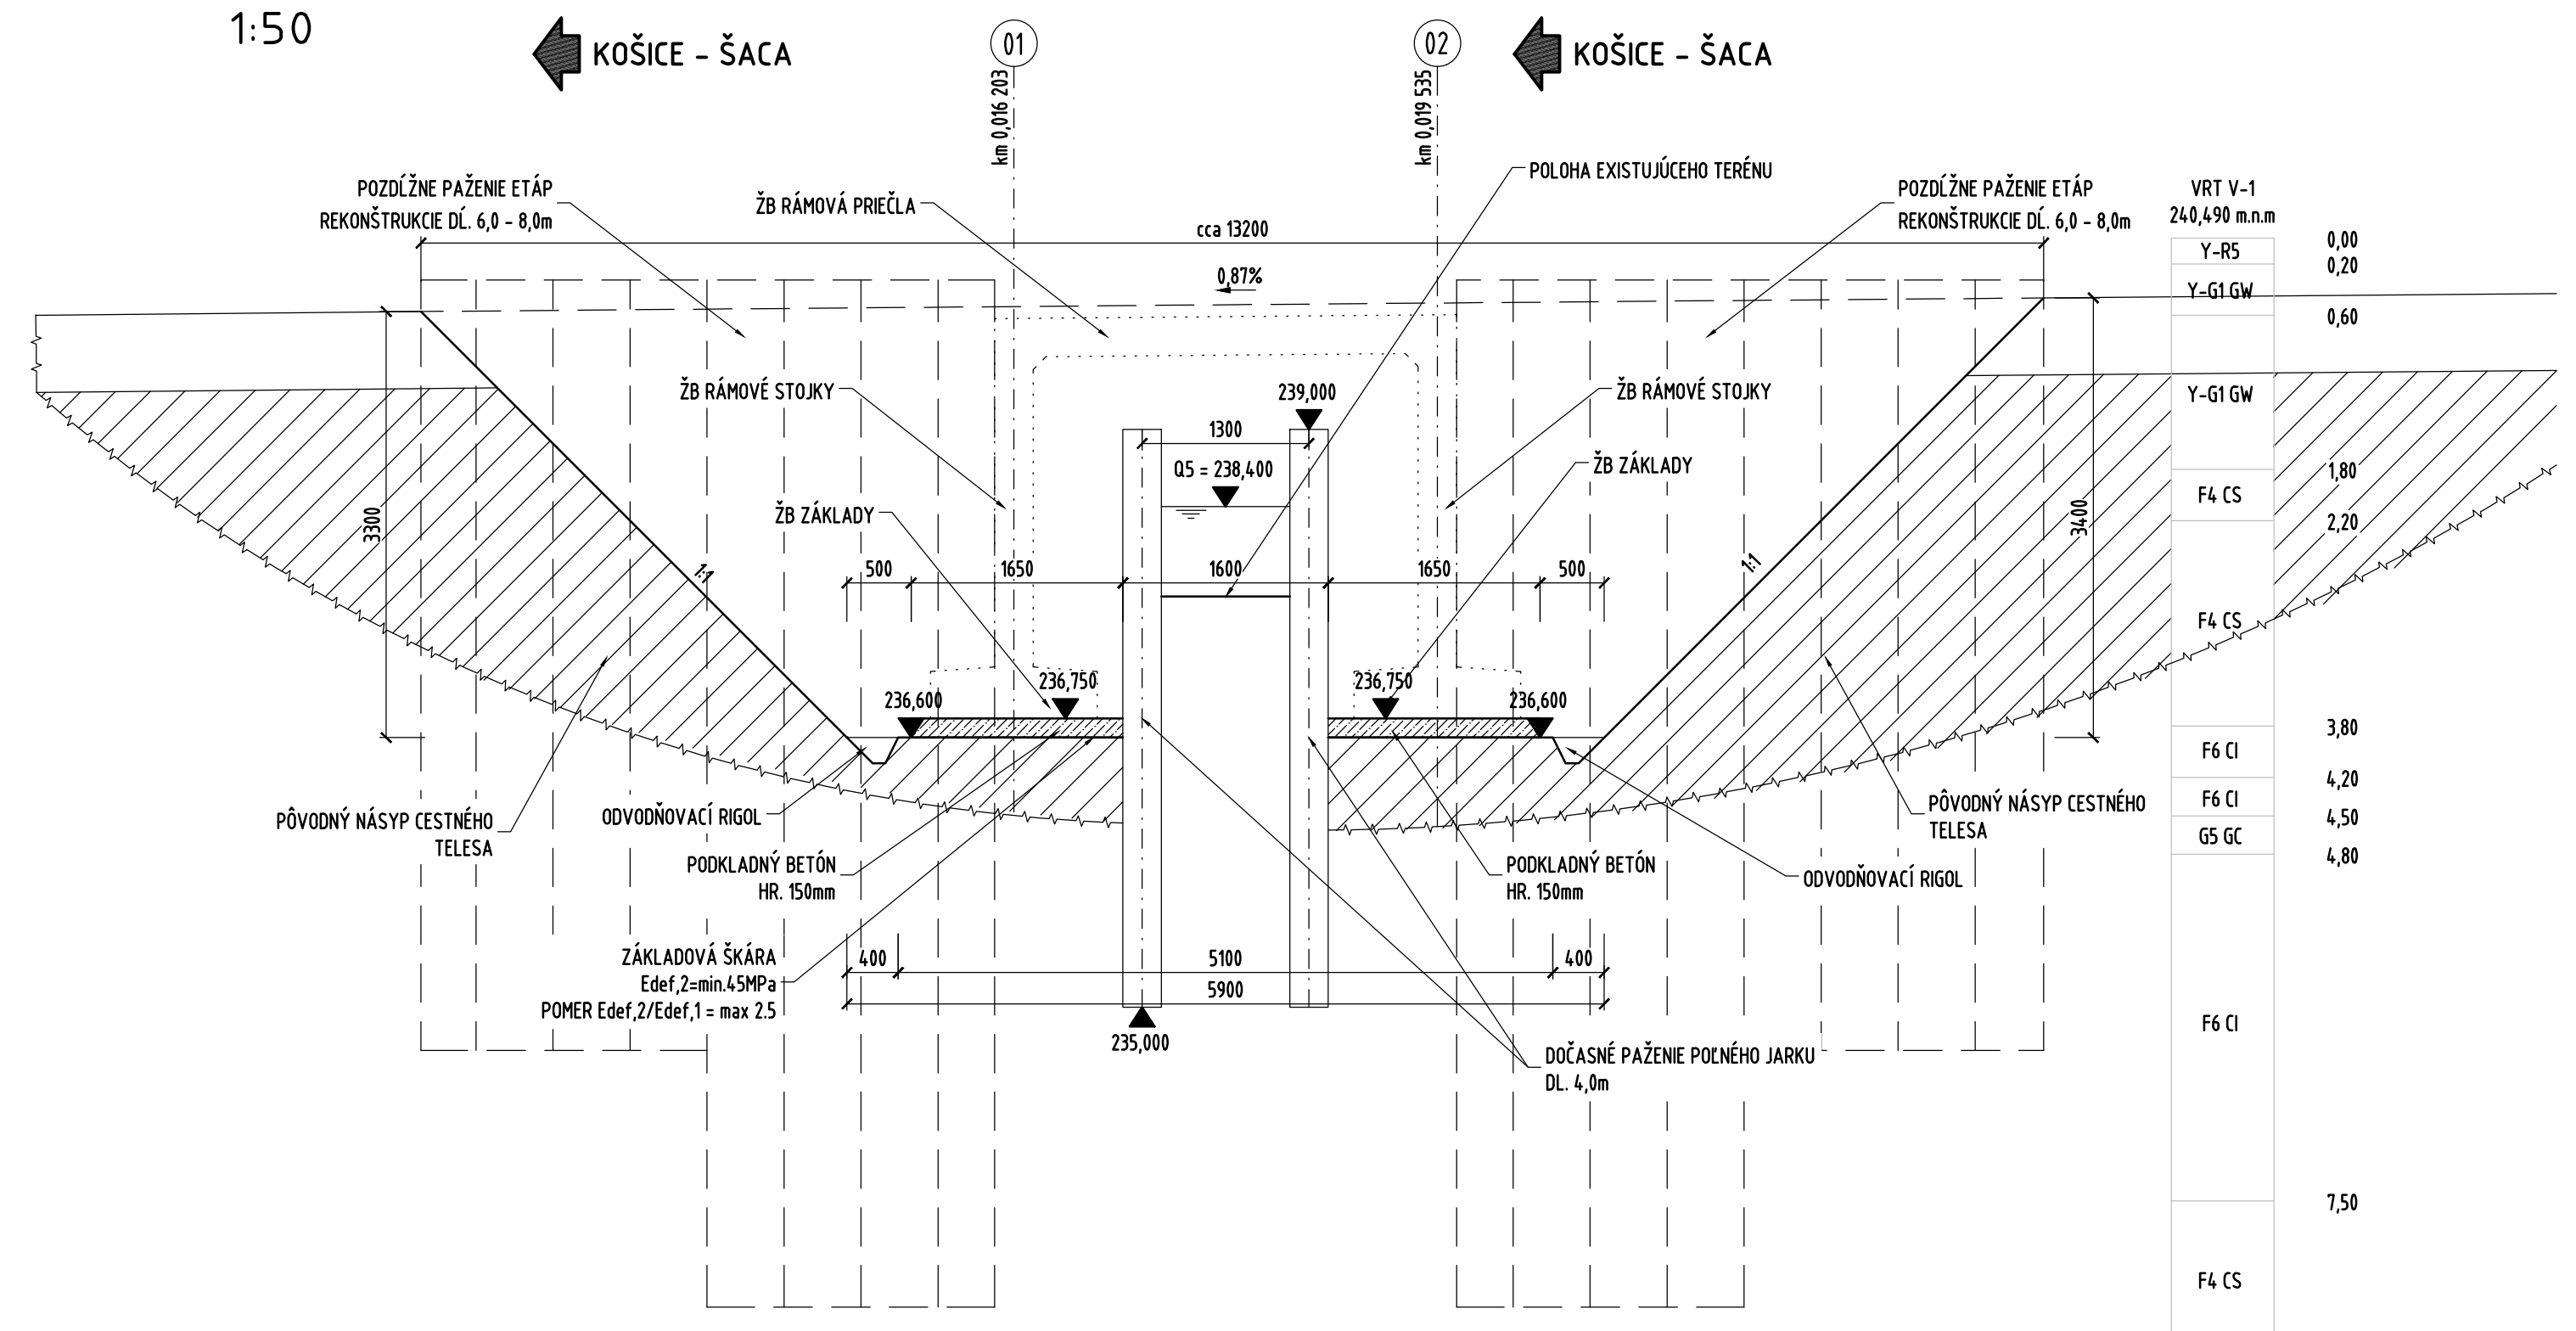 1:50
KOŠICE - ŠACA
01
02
KOŠICE - ŠACA
km 0,016 203
km 0,019 535
POZDĹŽNE PAŽENIE ETÁP
REKONŠTRUKCIE DĹ. 6,0 - 8,0m
ŽB RÁMOVÁ PRIEČLA
POLOHA EXISTUJÚCEHO TERÉNU
POZDĹŽNE PAŽENIE ETÁP
REKONŠTRUKCIE DĹ. 6,0 - 8,0m
VRT V-1
240,490 m.n.m
cca 13200
0,87%
Y-R5
0,00
0,20
Y-G1 GW
0,60
ŽB RÁMOVÉ STOJKY
239,000
ŽB RÁMOVÉ STOJKY
Y-G1 GW
1300
Q5 = 238,400
ŽB ZÁKLADY
1,80
F4 CS
2,20
3300
ŽB ZÁKLADY
3400
1:1
500
1650
1600
1650
500
1:1
F4 CS
236,600
236,750
236,750
236,600
3,80
F6 CI
4,20
F6 CI
4,50
G5 GC
4,80
PÔVODNÝ NÁSYP CESTNÉHO
TELESA
ODVODŇOVACÍ RIGOL
PÔVODNÝ NÁSYP CESTNÉHO
TELESA
PODKLADNÝ BETÓN
HR. 150mm
PODKLADNÝ BETÓN
HR. 150mm
ODVODŇOVACÍ RIGOL
ZÁKLADOVÁ ŠKÁRA
Edef,2=min.45MPa
POMER Edef,2/Edef,1 = max 2.5
400
5100
400
5900
235,000
DOČASNÉ PAŽENIE POĽNÉHO JARKU
DL. 4,0m
F6 CI
7,50
F4 CS